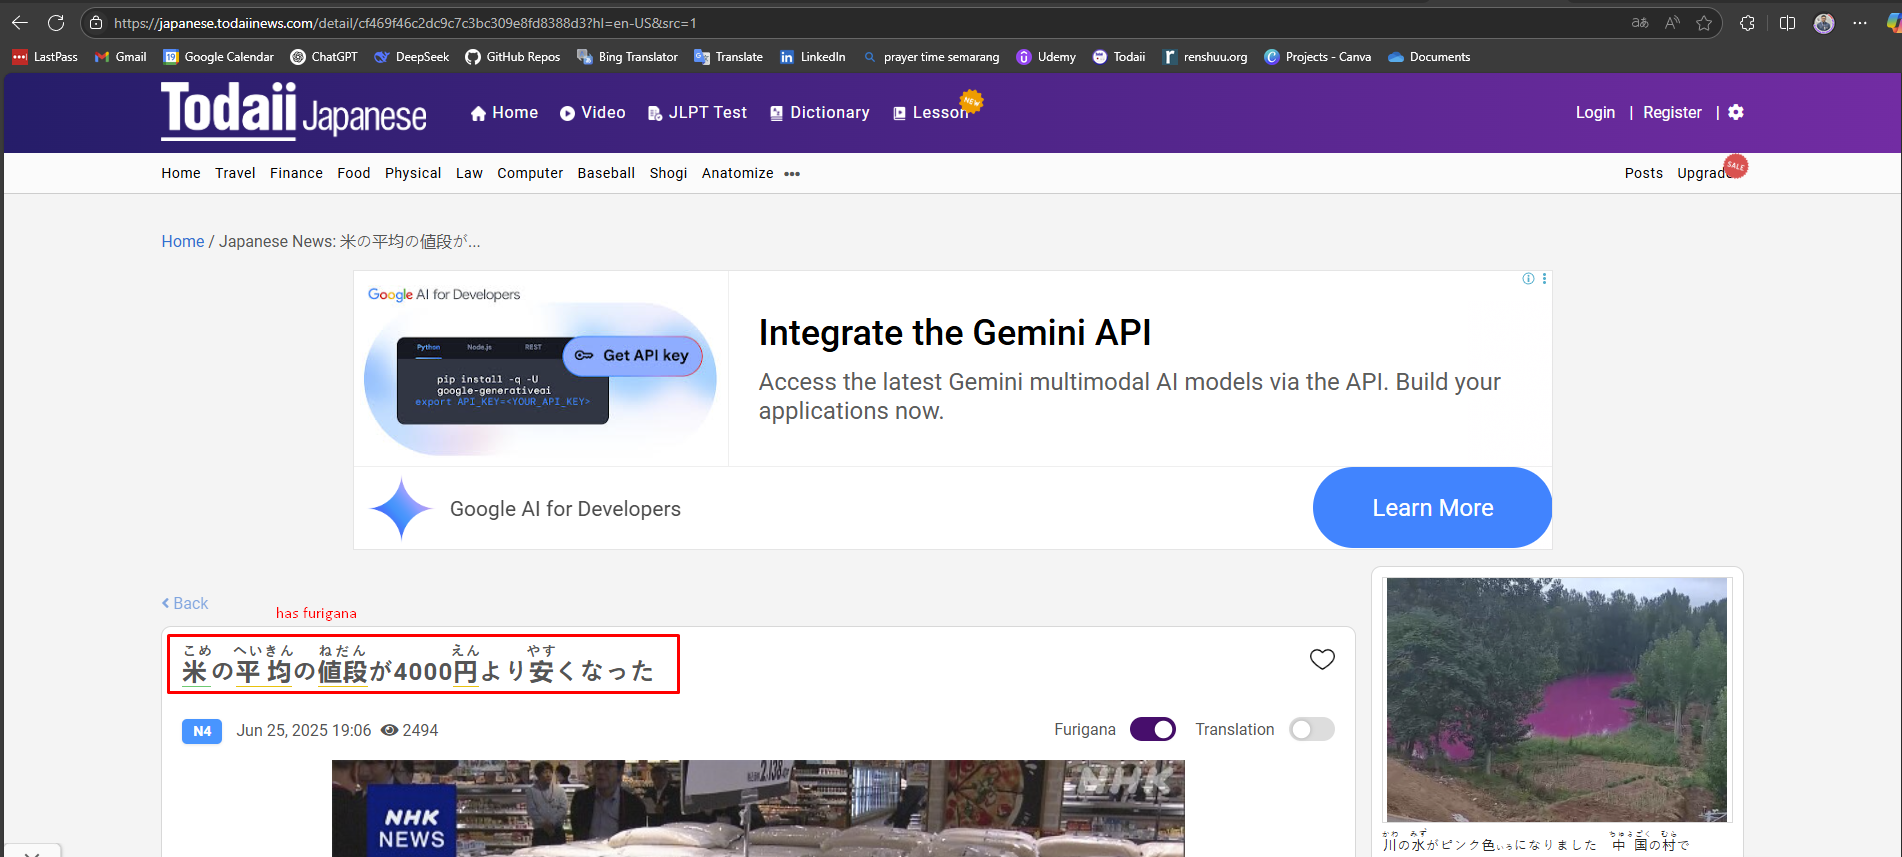 https://japanese.todaiinews.com/detail/cf469f46c2dc9c7c3bc309e8fd8388d3?hl=en-US&src=1
LastPass Gmail Google Calendar ChatGPT DeepSeek GitHub Repos Bing Translator Translate LinkedIn prayer time semarang Udemy Todaii renshuu.org Projects - Canva Documents
Todaii Japanese Home Video JLPT Test Dictionary Lesson NEW Login | Register |
Home Travel Finance Food Physical Law Computer Baseball Shogi Anatomize ••• Posts Upgrade SALE
Home / Japanese News: 米の平均の値段が...
Google AI for Developers
Python Node.js REST
Get API key
pip install -q -U
google-generativeai
export API_KEY=<YOUR_API_KEY>
Integrate the Gemini API
Access the latest Gemini multimodal AI models via the API. Build your
applications now.
Google AI for Developers
Learn More
Back
has furigana
こめ へいきん ねだん えん やす
米の平均の値段が4000円より安くなった
N4 Jun 25, 2025 19:06 2494 Furigana Translation
NHK
NHK
NEWS
かわ みず ちゅうごく むら
川の水がピンク色いろになりました 中国の村で